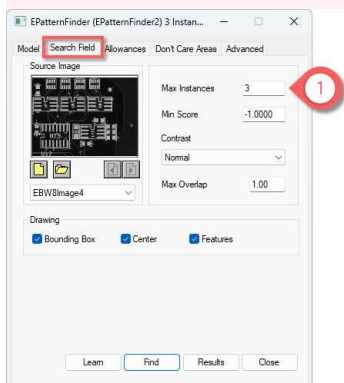 EPatternFinder (EPatternFinder2) 3 Instan...
Model Search Field Allowances Don't Care Areas Advanced
Source Image
Max Instances 3
1
Min Score -1.0000
Contrast
Normal
Max Overlap 1.00
EBW8Image4
Drawing
Bounding Box Center Features
Learn Find Results Close